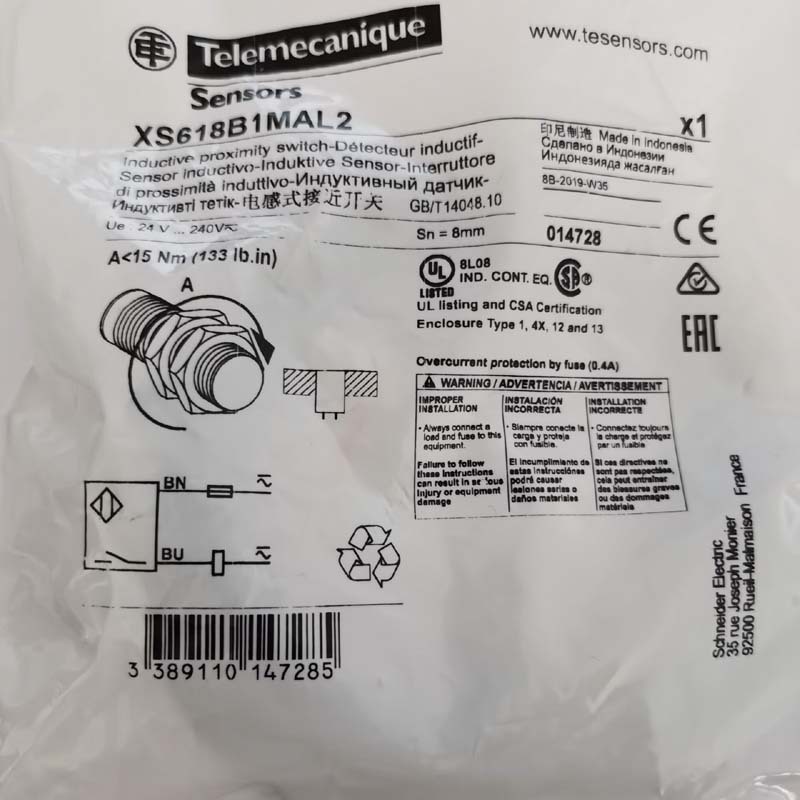 Telemecanique
Sensors
www.tesensors.com
XS618B1MAL2
x1
Inductive proximity switch-Détecteur inductif-
Sensor inductivo-Induktive Sensor-Interruttore
di prossimità induttivo-Индуктивный датчик-
Индуктивті тетік-电感式接近开关
GB/T14048.10
印尼制造 Made in Indonesia
Сделано в Индонезии
Индонезияда жасалған
8B-2019-W35
Ue : 24 V ... 240V
Sn = 8mm
014728
CE
A<15 Nm (133 lb.in)
A
UL
LISTED
8L08
IND. CONT. EQ.
UL listing and CSA Certification
Enclosure Type 1, 4X, 12 and 13
EAC
Overcurrent protection by fuse (0.4A)
WARNING / ADVERTENCIA / AVERTISSEMENT
IMPROPER
INSTALLATION
• Always connect a
load and fuse to this
equipment.
Failure to follow
these instructions
can result in serious
injury or equipment
damage
INSTALACIÓN
INCORRECTA
• Siempre conecte la
carga y proteja
con fusible.
El incumplimiento de
estas instrucciónes
podrá causar
lesiones serias o
daños materiales
INSTALLATION
INCORRECTE
• Connectez toujours
la charge et protégez
par un fusible.
Si ces directives ne
sont pas respectées,
cela peut entraîner
des blessures graves
ou des dommages
matériels
BN
BU
Schneider Electric
35 rue Joseph Monier
92500 Rueil-Malmaison France
3 389110 147285